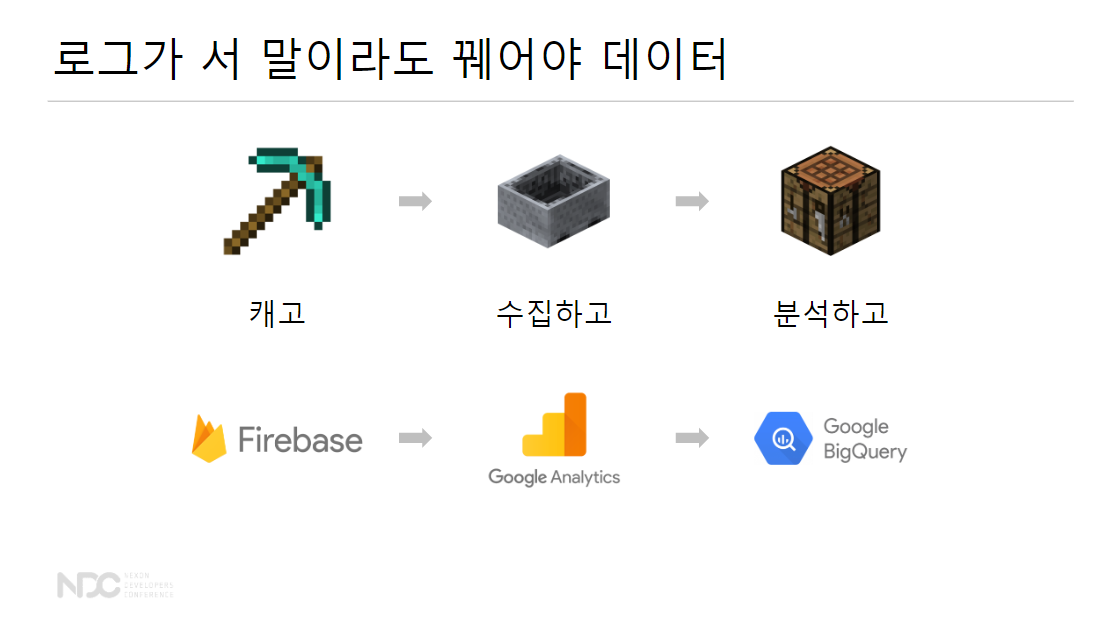 로그가 서 말이라도 꿰어야 데이터
캐고
수집하고
분석하고
Firebase
Google Analytics
Google
BigQuery
NDC
NEXON
DEVELOPERS
CONFERENCE